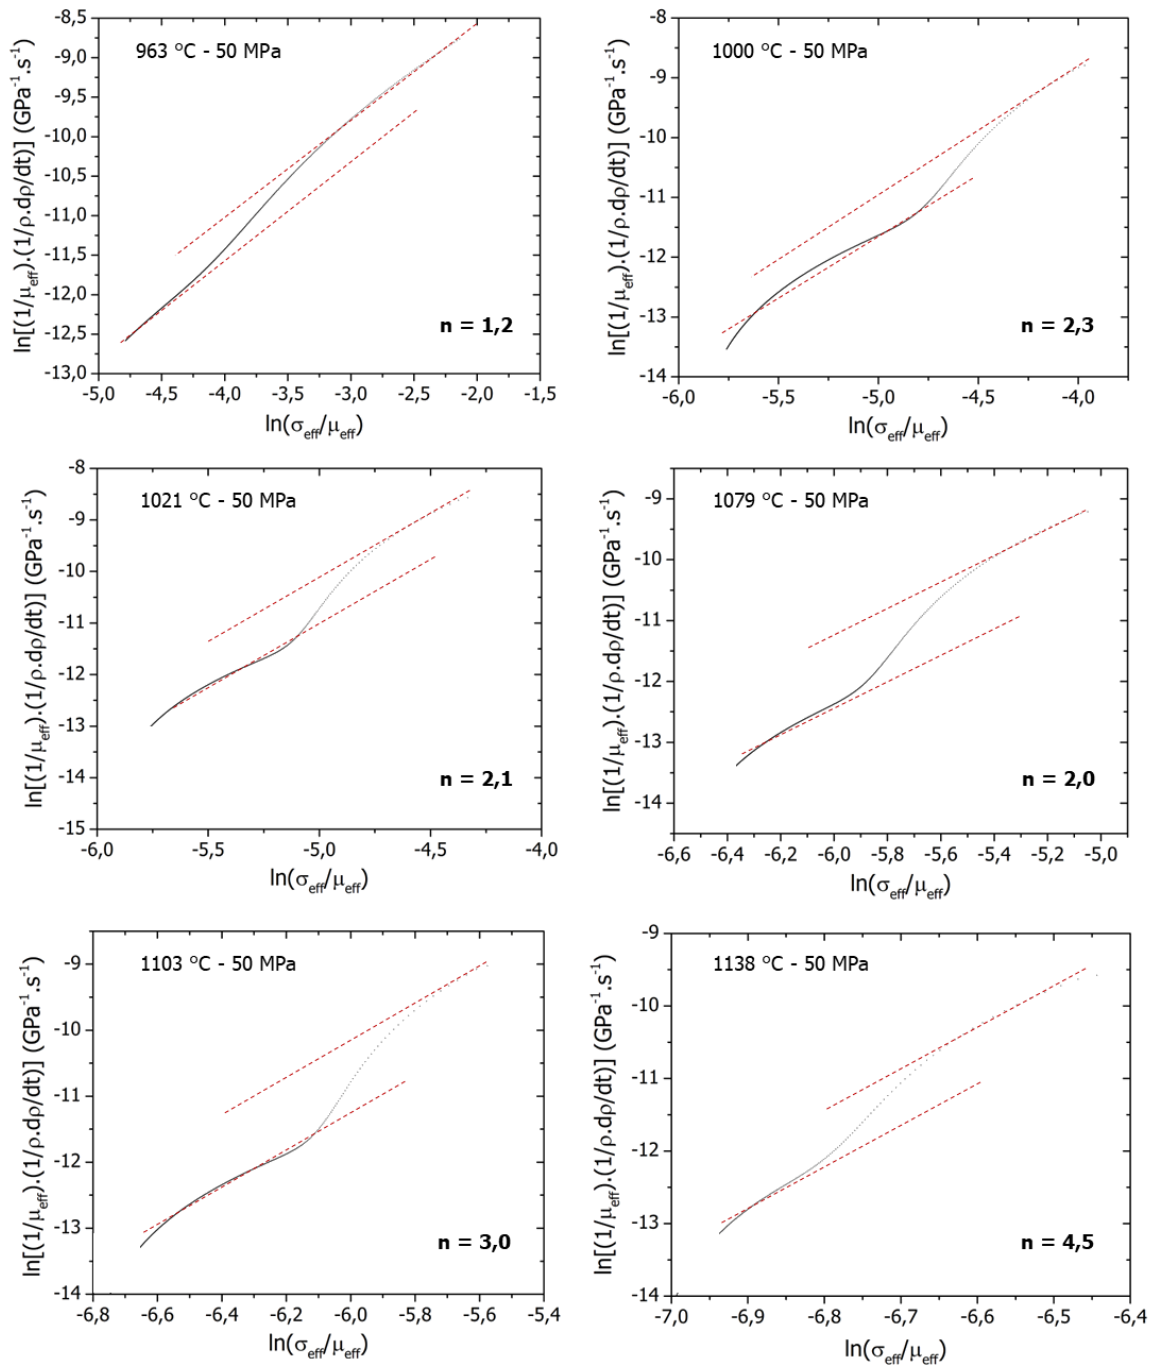 963 °C - 50 MPa
-8,5
-9,0
-9,5
-10,0
-10,5
-11,0
-11,5
-12,0
-12,5
-13,0
ln[(1/μeff).(1/ρ.dρ/dt)] (GPa-1.s-1)
n = 1,2
-5,0 -4,5 -4,0 -3,5 -3,0 -2,5 -2,0 -1,5
ln(σeff/μeff)
1000 °C - 50 MPa
-8
-9
-10
-11
-12
-13
-14
ln[(1/μeff).(1/ρ.dρ/dt)] (GPa-1.s-1)
n = 2,3
-6,0 -5,5 -5,0 -4,5 -4,0
ln(σeff/μeff)
1021 °C - 50 MPa
-8
-9
-10
-11
-12
-13
-14
-15
ln[(1/μeff).(1/ρ.dρ/dt)] (GPa-1.s-1)
n = 2,1
-6,0 -5,5 -5,0 -4,5 -4,0
ln(σeff/μeff)
1079 °C - 50 MPa
-9
-10
-11
-12
-13
-14
ln[(1/μeff).(1/ρ.dρ/dt)] (GPa-1.s-1)
n = 2,0
-6,6 -6,4 -6,2 -6,0 -5,8 -5,6 -5,4 -5,2 -5,0
ln(σeff/μeff)
1103 °C - 50 MPa
-9
-10
-11
-12
-13
-14
ln[(1/μeff).(1/ρ.dρ/dt)] (GPa-1.s-1)
n = 3,0
-6,8 -6,6 -6,4 -6,2 -6,0 -5,8 -5,6 -5,4
ln(σeff/μeff)
1138 °C - 50 MPa
-9
-10
-11
-12
-13
-14
ln[(1/μeff).(1/ρ.dρ/dt)] (GPa-1.s-1)
n = 4,5
-7,0 -6,9 -6,8 -6,7 -6,6 -6,5 -6,4
ln(σeff/μeff)